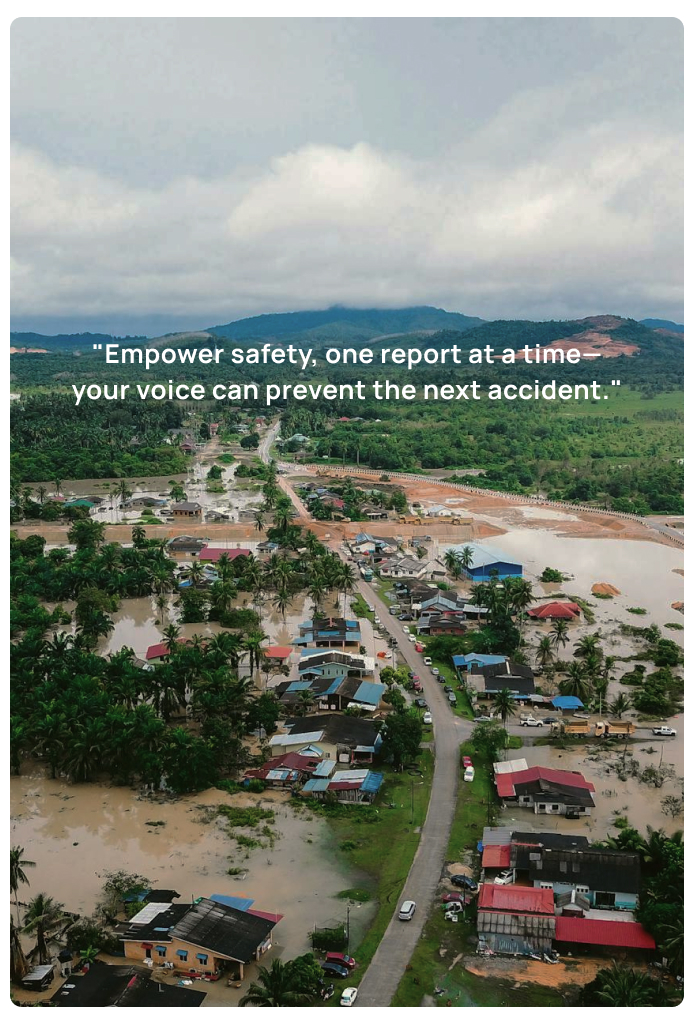 "Empower safety, one report at a time—
your voice can prevent the next accident."